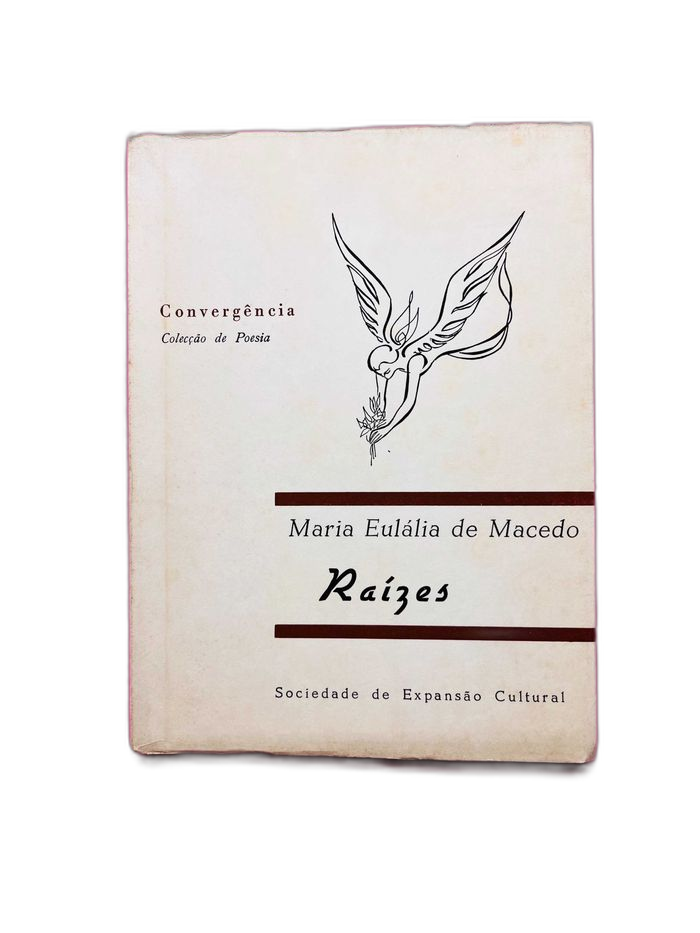 Convergência
Colecção de Poesia
Maria Eulália de Macedo
Raízes
Sociedade de Expansão Cultural